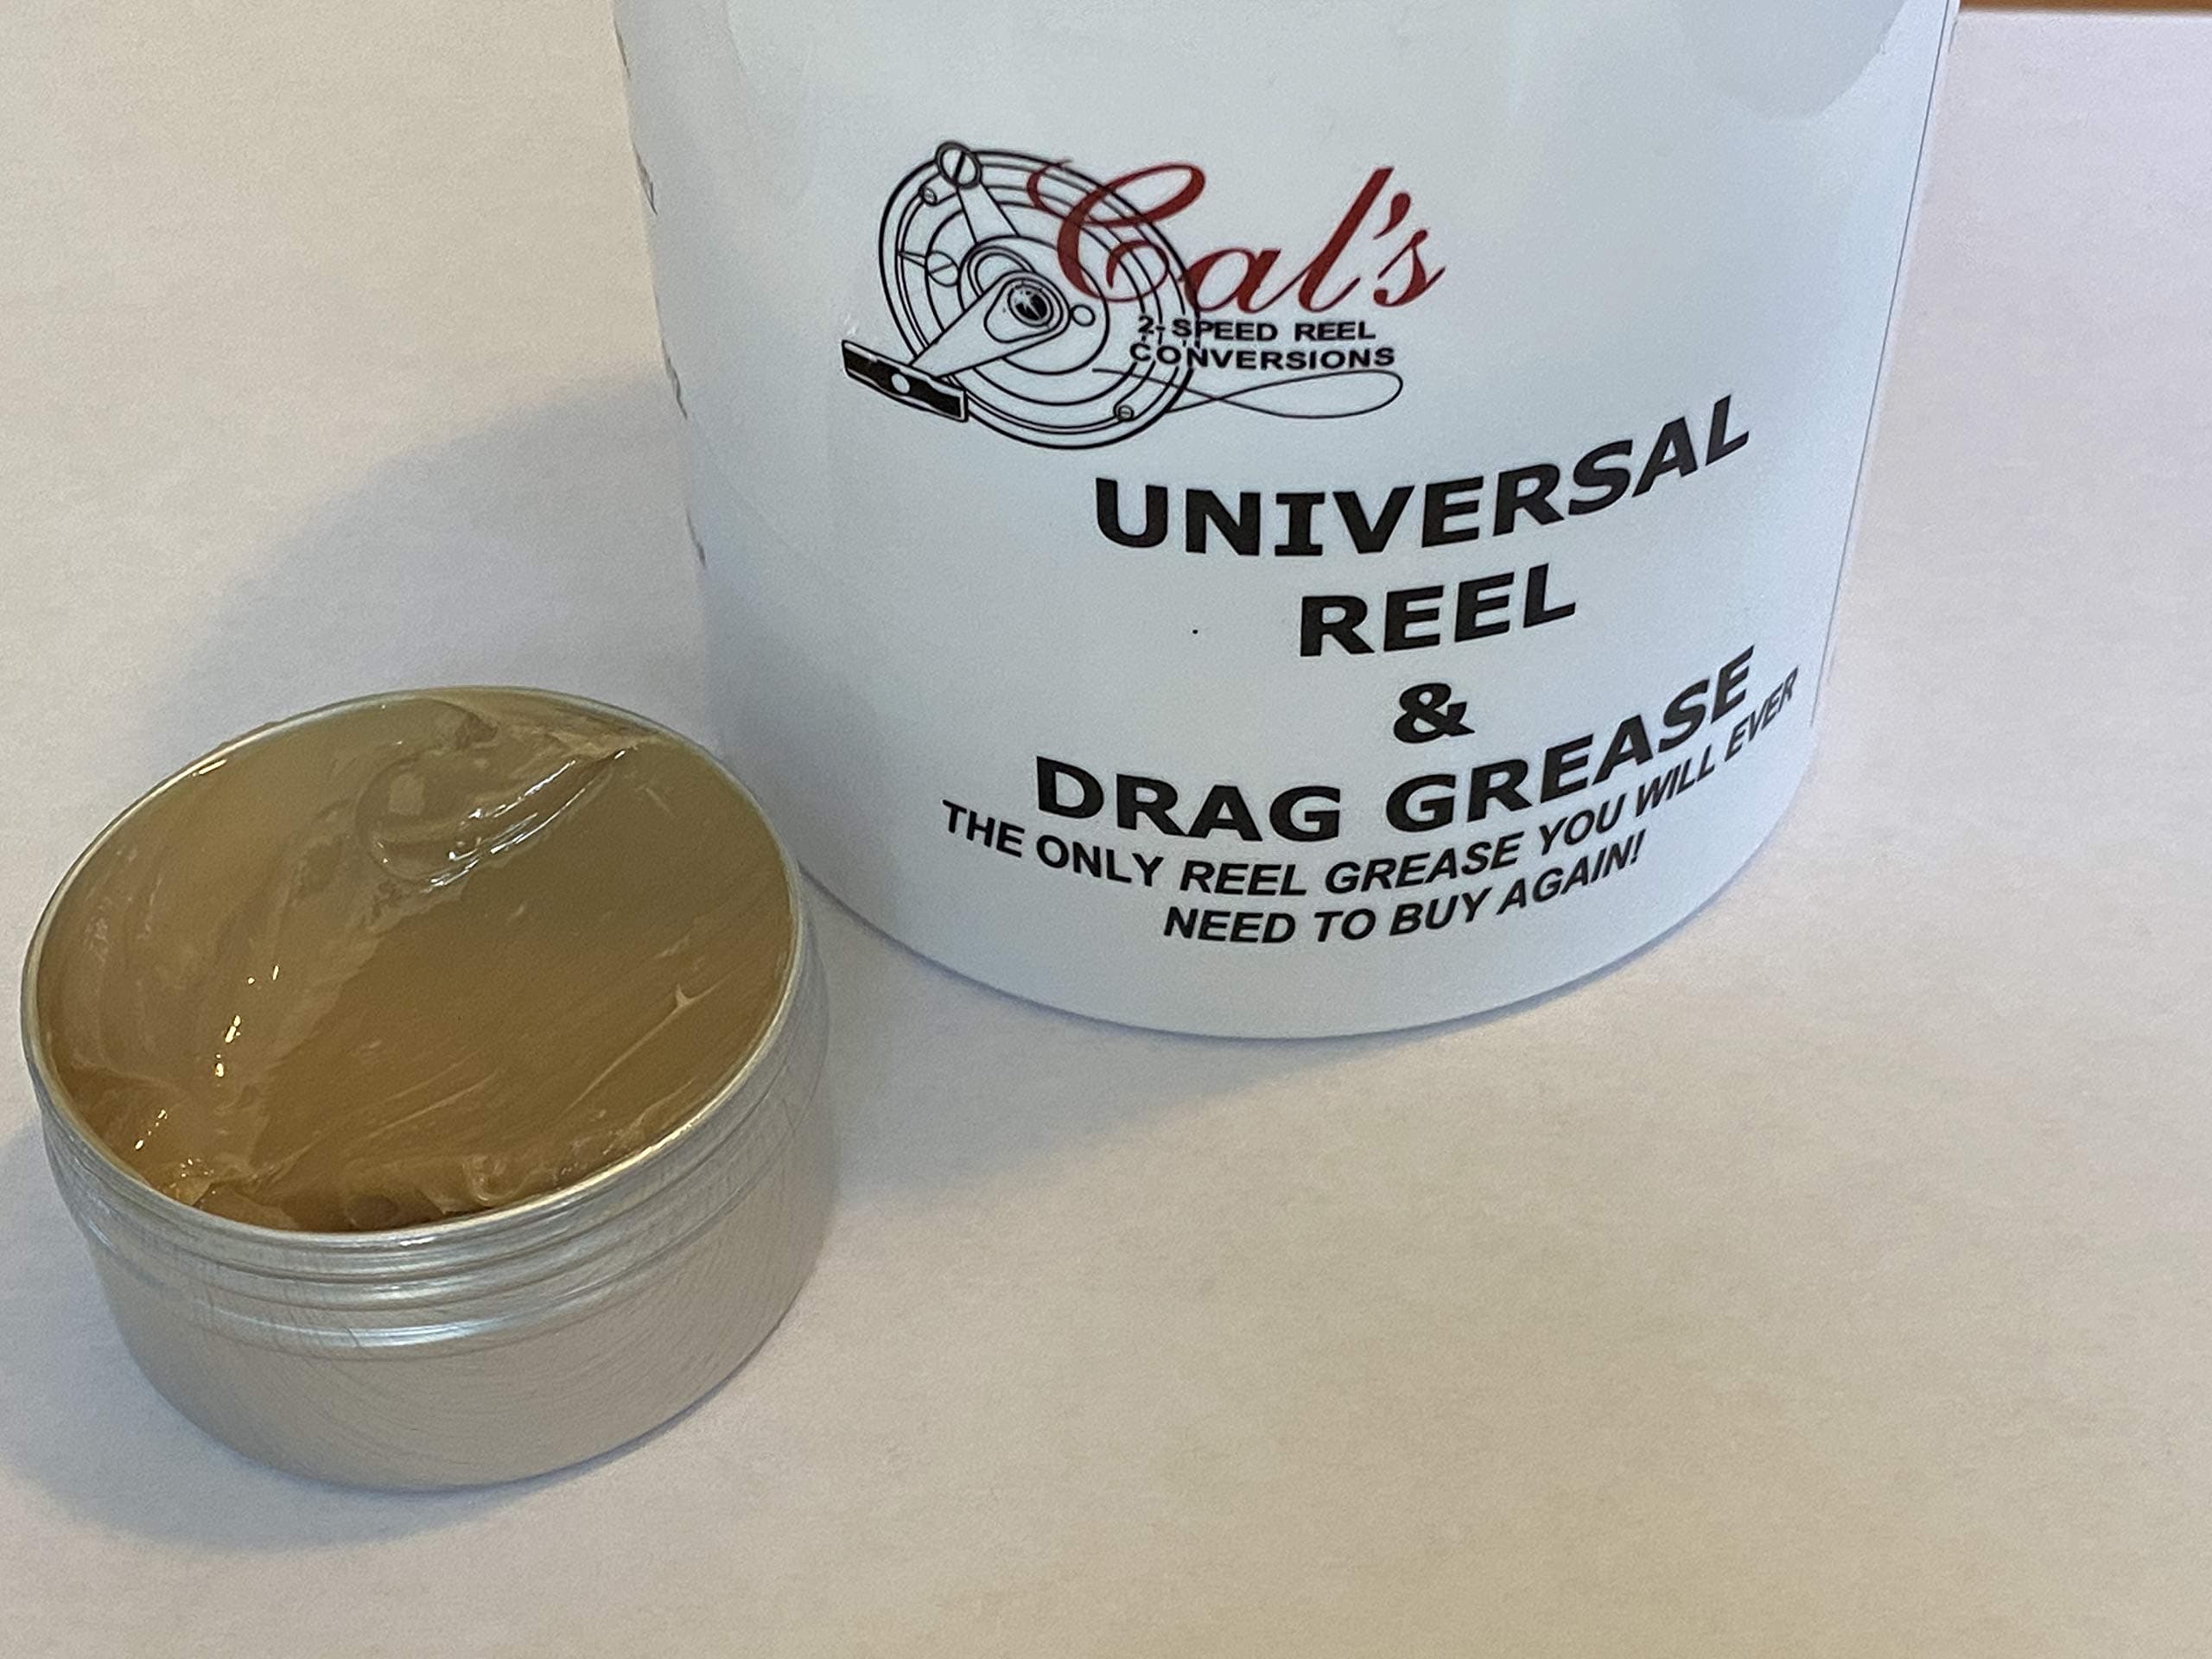 Cal's
2-SPEED REEL
CONVERSIONS
UNIVERSAL
REEL
&
DRAG GREASE
THE ONLY REEL GREASE YOU WILL EVER
NEED TO BUY AGAIN!